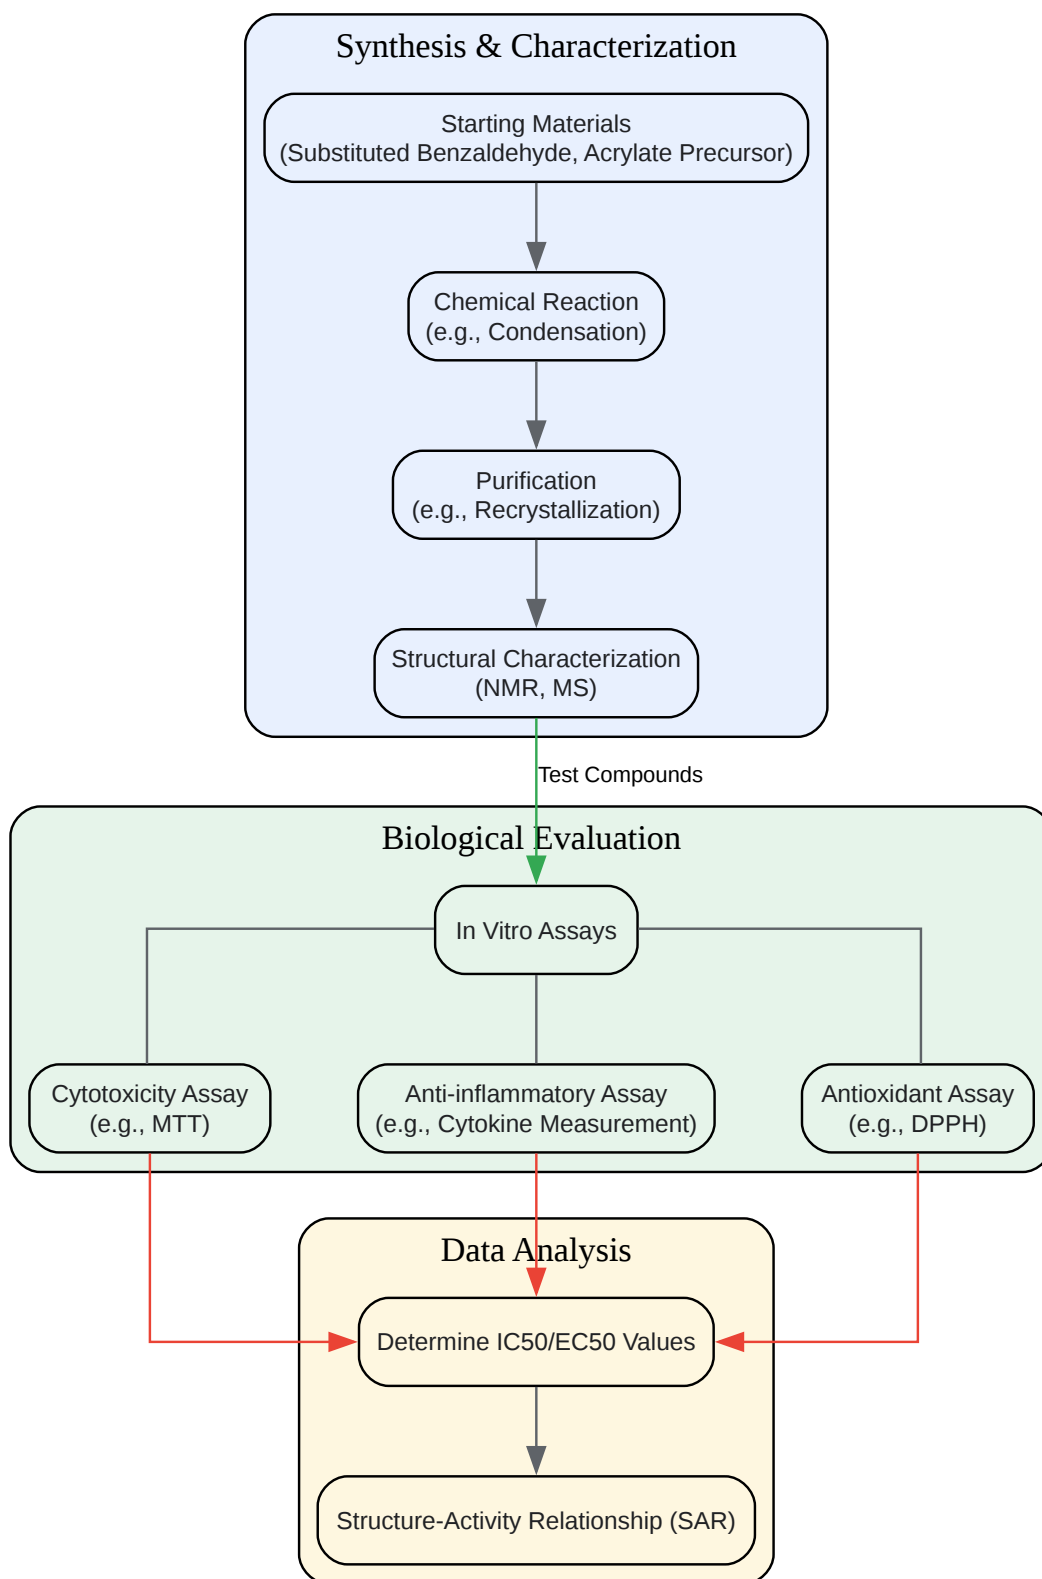 Synthesis & Characterization
Starting Materials
(Substituted Benzaldehyde, Acrylate Precursor)
Chemical Reaction
(e.g., Condensation)
Purification
(e.g., Recrystallization)
Structural Characterization
(NMR, MS)
Test Compounds
Biological Evaluation
In Vitro Assays
Cytotoxicity Assay
(e.g., MTT)
Anti-inflammatory Assay
(e.g., Cytokine Measurement)
Antioxidant Assay
(e.g., DPPH)
Data Analysis
Determine IC50/EC50 Values
Structure-Activity Relationship (SAR)